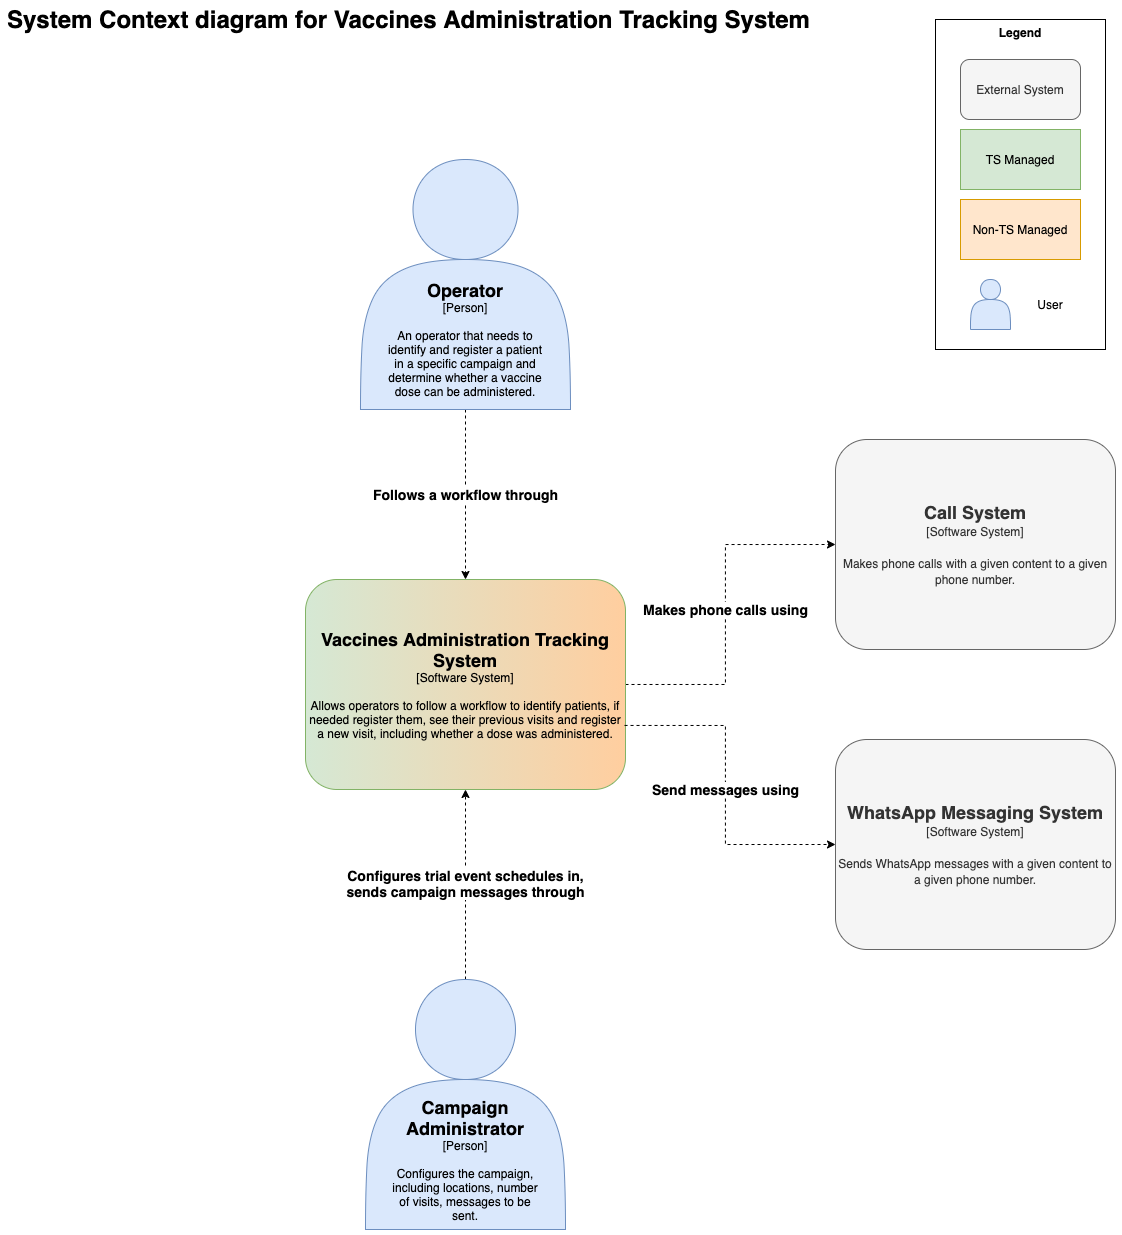 System Context diagram for Vaccines Administration Tracking System
Legend
External System
TS Managed
Non-TS Managed
User
Operator
[Person]
An operator that needs to
identify and register a patient
in a specific campaign and
determine whether a vaccine
dose can be administered.
Follows a workflow through
Call System
[Software System]
Makes phone calls with a given content to a given
phone number.
Makes phone calls using
Vaccines Administration Tracking
System
[Software System]
Allows operators to follow a workflow to identify patients, if
needed register them, see their previous visits and register
a new visit, including whether a dose was administered.
Send messages using
WhatsApp Messaging System
[Software System]
Sends WhatsApp messages with a given content to
a given phone number.
Configures trial event schedules in,
sends campaign messages through
Campaign
Administrator
[Person]
Configures the campaign,
including locations, number
of visits, messages to be
sent.